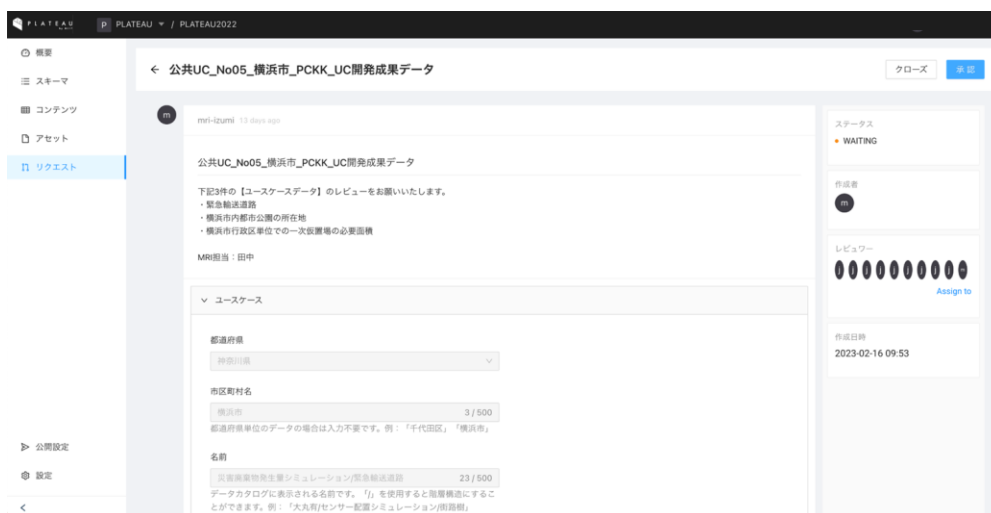 PLATEAU
P PLATEAU / PLATEAU2022
概要
スキーマ
コンテンツ
アセット
リクエスト
公開設定
設定
← 公共UC_No05_横浜市_PCKK_UC開発成果データ
クローズ
承認
m
mri-izumi 13 days ago
公共UC_No05_横浜市_PCKK_UC開発成果データ
下記3件の【ユースケースデータ】のレビューをお願いいたします。
・緊急輸送道路
・横浜市内都市公園の所在地
・横浜市行政区単位での一次仮置場の必要面積
MRI担当：田中
ユースケース
都道府県
神奈川県
市区町村名
横浜市 3 / 500
都道府県単位のデータの場合は入力不要です。例：「千代田区」「横浜市」
名前
災害廃棄物発生量シミュレーション/緊急輸送道路 23 / 500
データカタログに表示される名前です。「/」を使用すると階層構造にするこ
とができます。例：「大丸有/センサー配置シミュレーション/街路樹」
ステータス
WAITING
作成者
m
レビュワー
Assign to
作成日時
2023-02-16 09:53